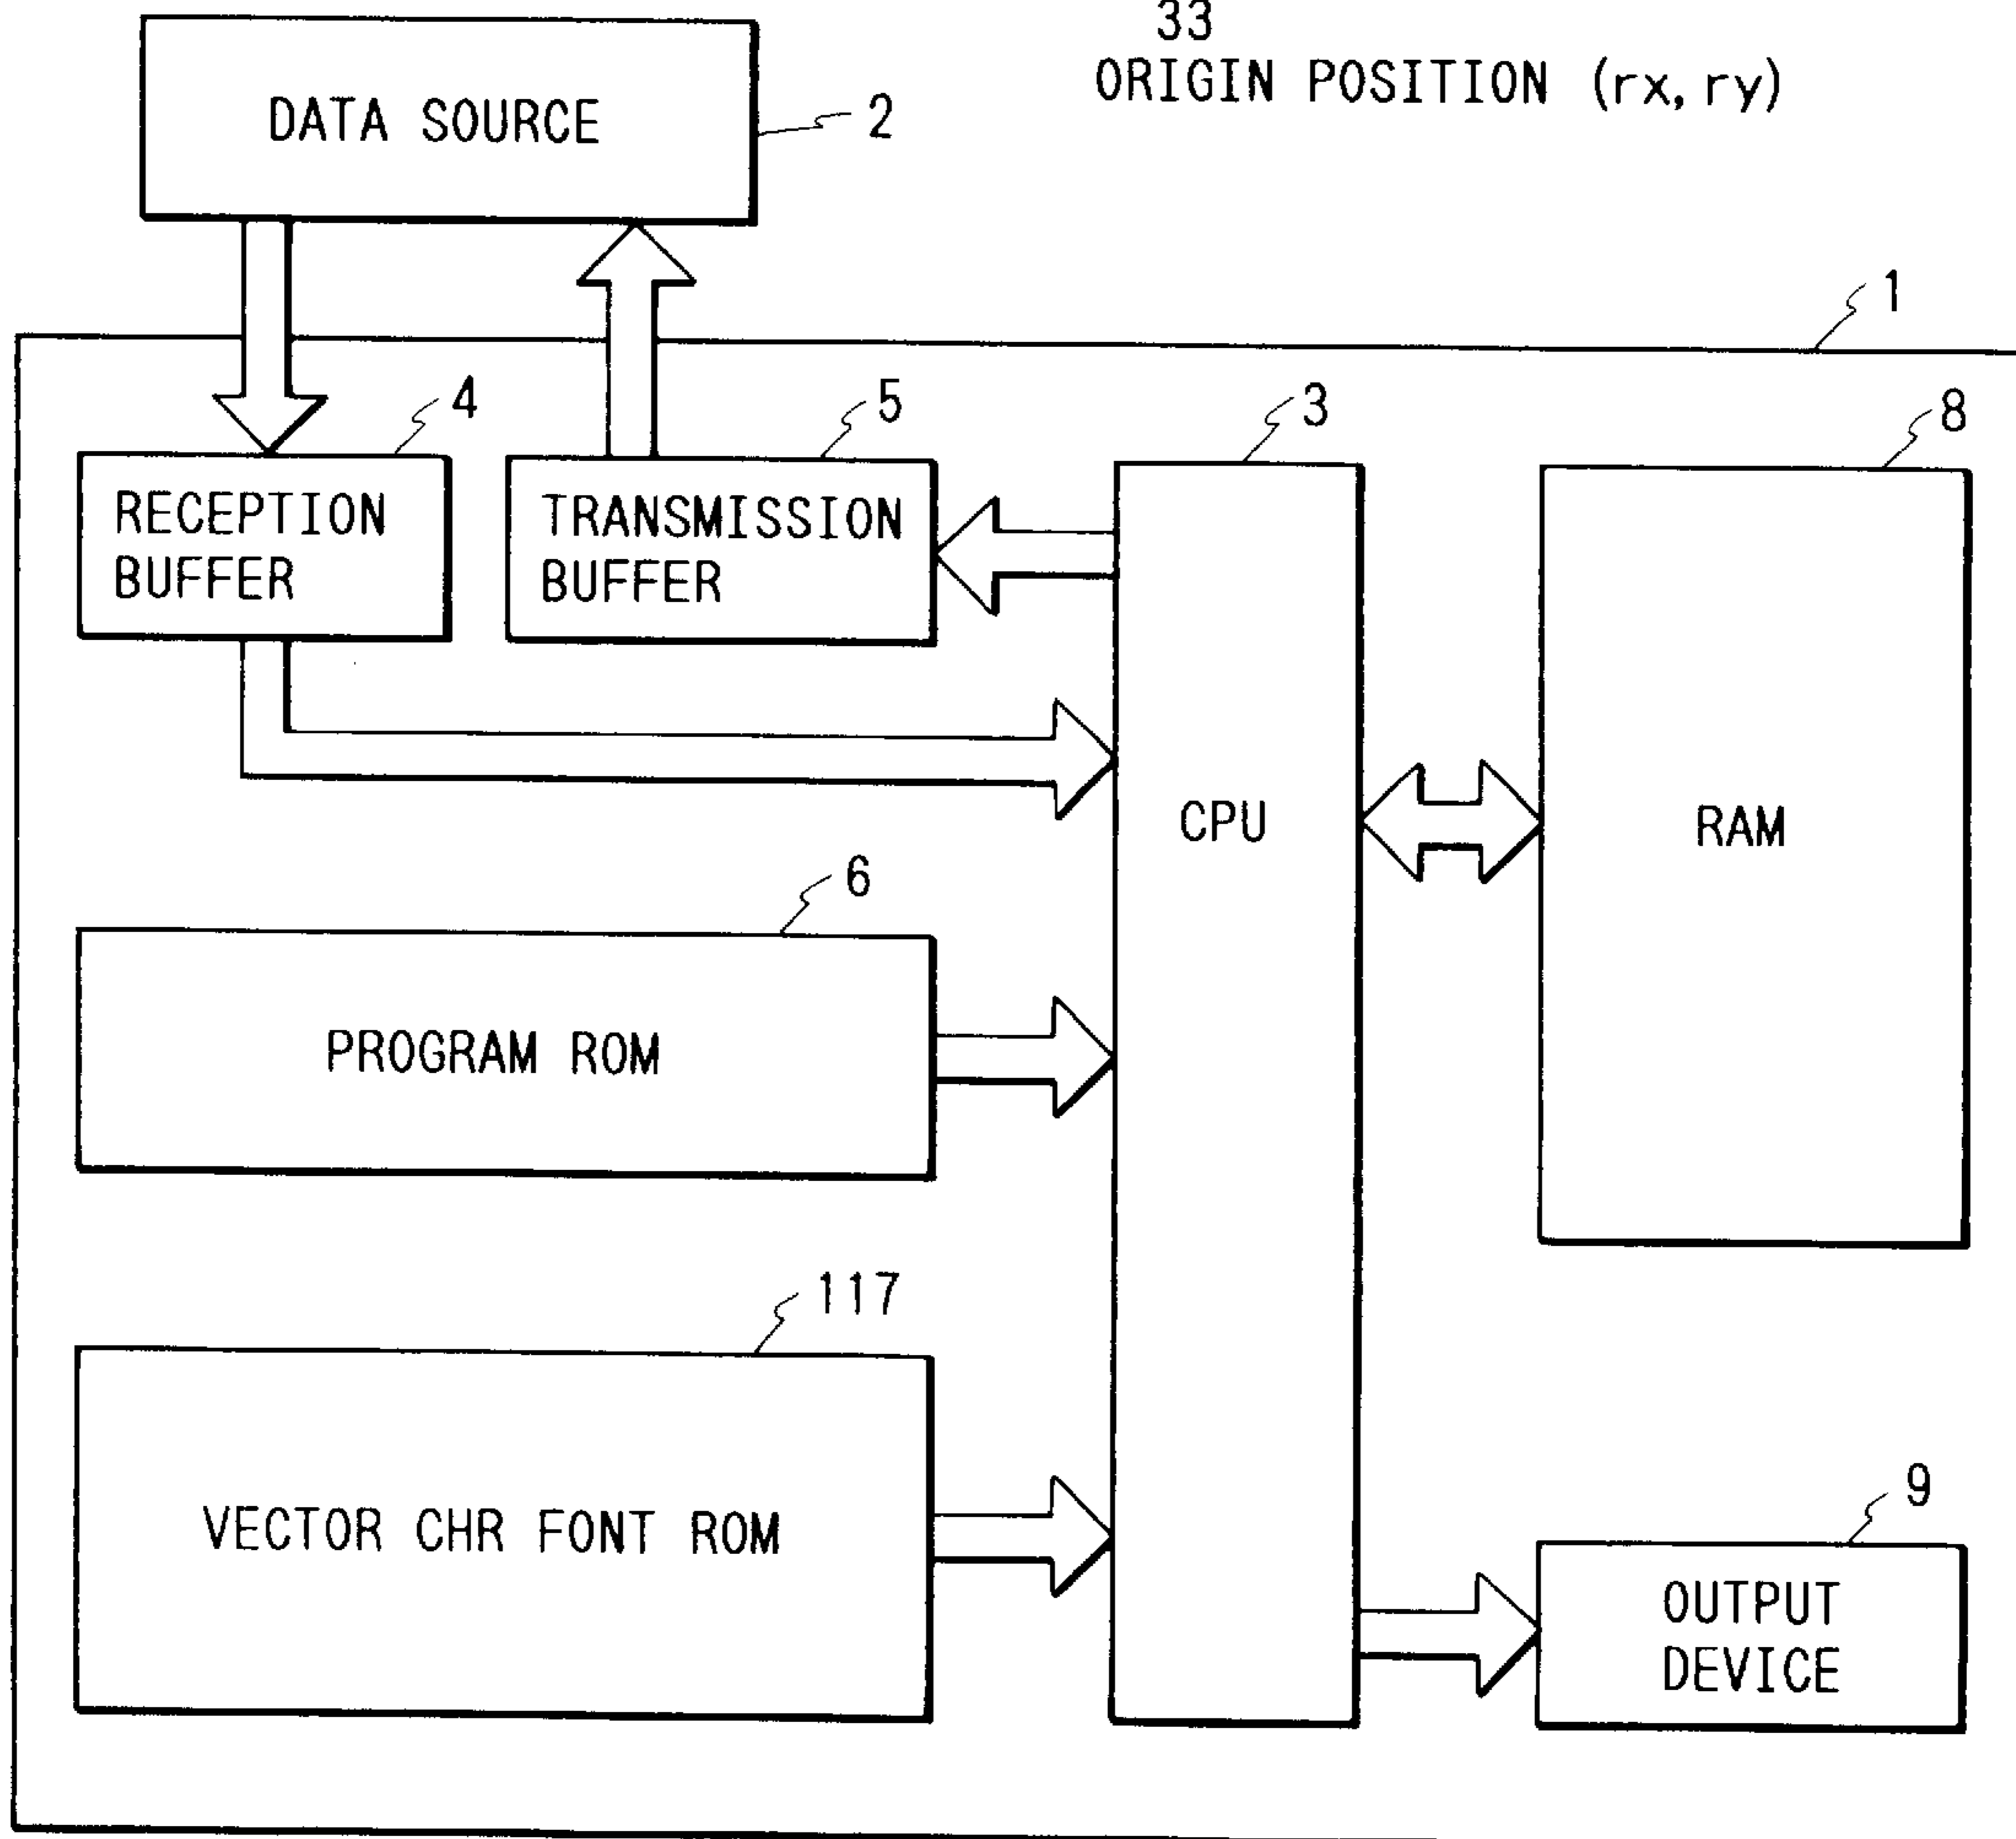 33
ORIGIN POSITION (rx, ry)
DATA SOURCE
2
1
4
5
3
8
RECEPTION
BUFFER
TRANSMISSION
BUFFER
CPU
RAM
6
PROGRAM ROM
117
VECTOR CHR FONT ROM
9
OUTPUT
DEVICE